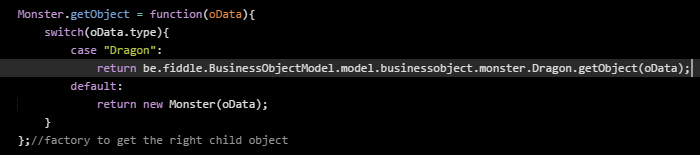 Monster.getObject = function(oData){
    switch(oData.type){
        case "Dragon":
            return be.fiddle.BusinessObjectModel.model.businessobject.monster.Dragon.getObject(oData);
        default:
            return new Monster(oData);
    }
};//factory to get the right child object